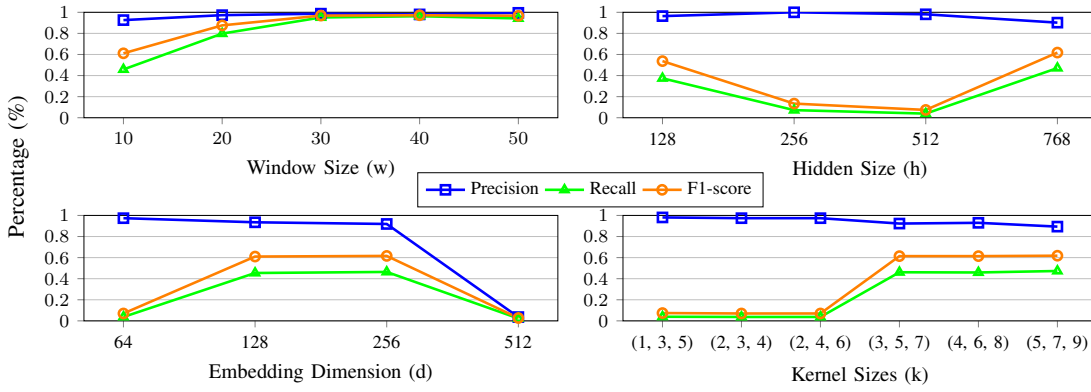 Percentage (%)
1
0.8
0.6
0.4
0.2
0
10 20 30 40 50
Window Size (w)
1
0.8
0.6
0.4
0.2
0
128 256 512 768
Hidden Size (h)
Precision Recall F1-score
1
0.8
0.6
0.4
0.2
0
64 128 256 512
Embedding Dimension (d)
1
0.8
0.6
0.4
0.2
0
(1, 3, 5) (2, 3, 4) (2, 4, 6) (3, 5, 7) (4, 6, 8) (5, 7, 9)
Kernel Sizes (k)